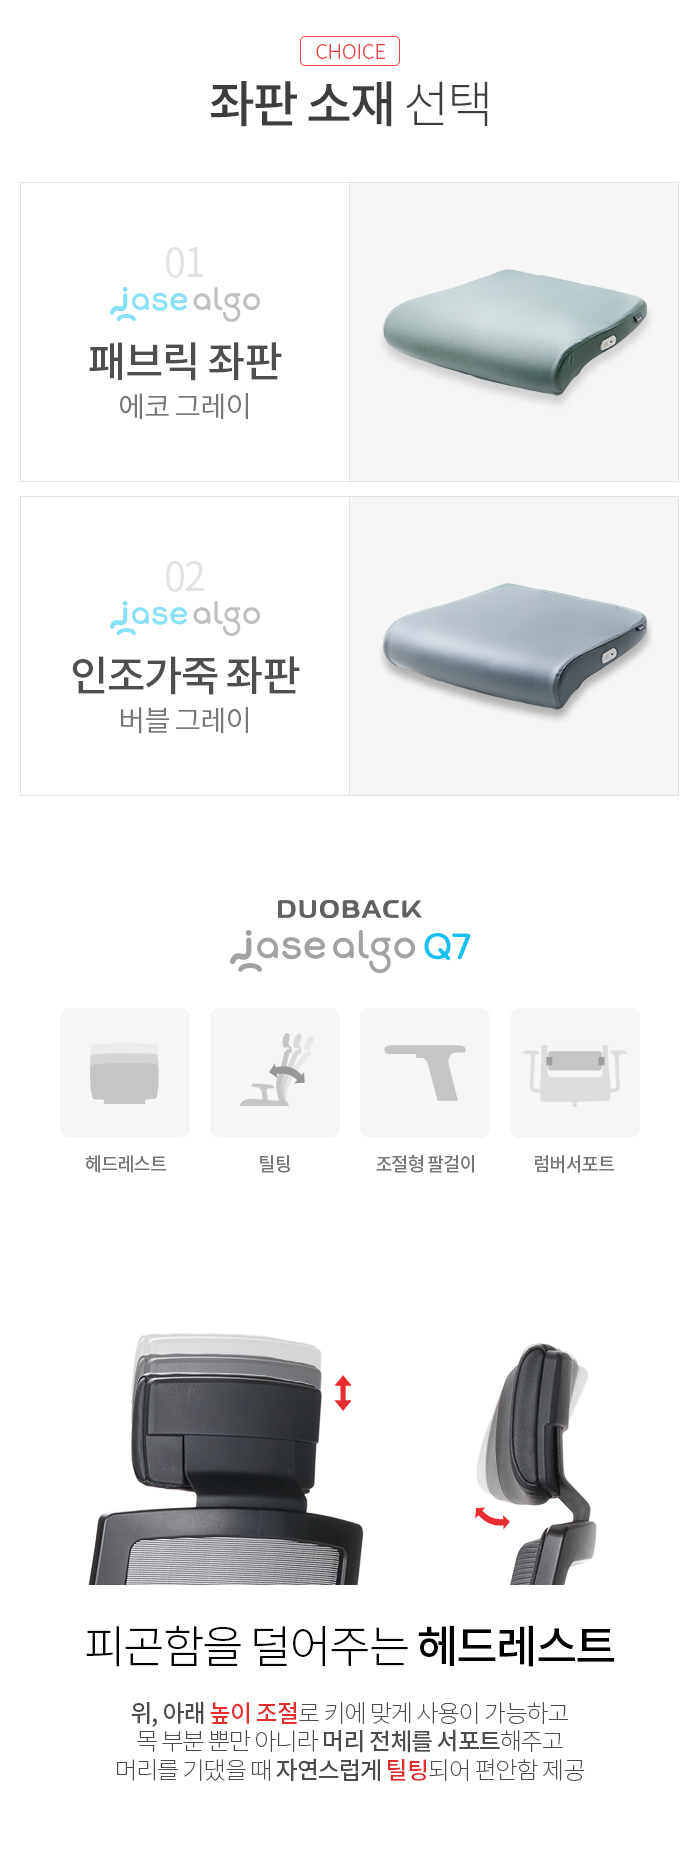 CHOICE
좌판 소재 선택
01
jase algo
패브릭 좌판
에코 그레이
02
jase algo
인조가죽 좌판
버블 그레이
DUOBACK
jase algo Q7
헤드레스트
틸팅
조절형 팔걸이
럼버서포트
피곤함을 덜어주는 헤드레스트
위, 아래 높이 조절로 키에 맞게 사용이 가능하고
목 부분 뿐만 아니라 머리 전체를 서포트해주고
머리를 기댔을 때 자연스럽게 틸팅되어 편안함 제공